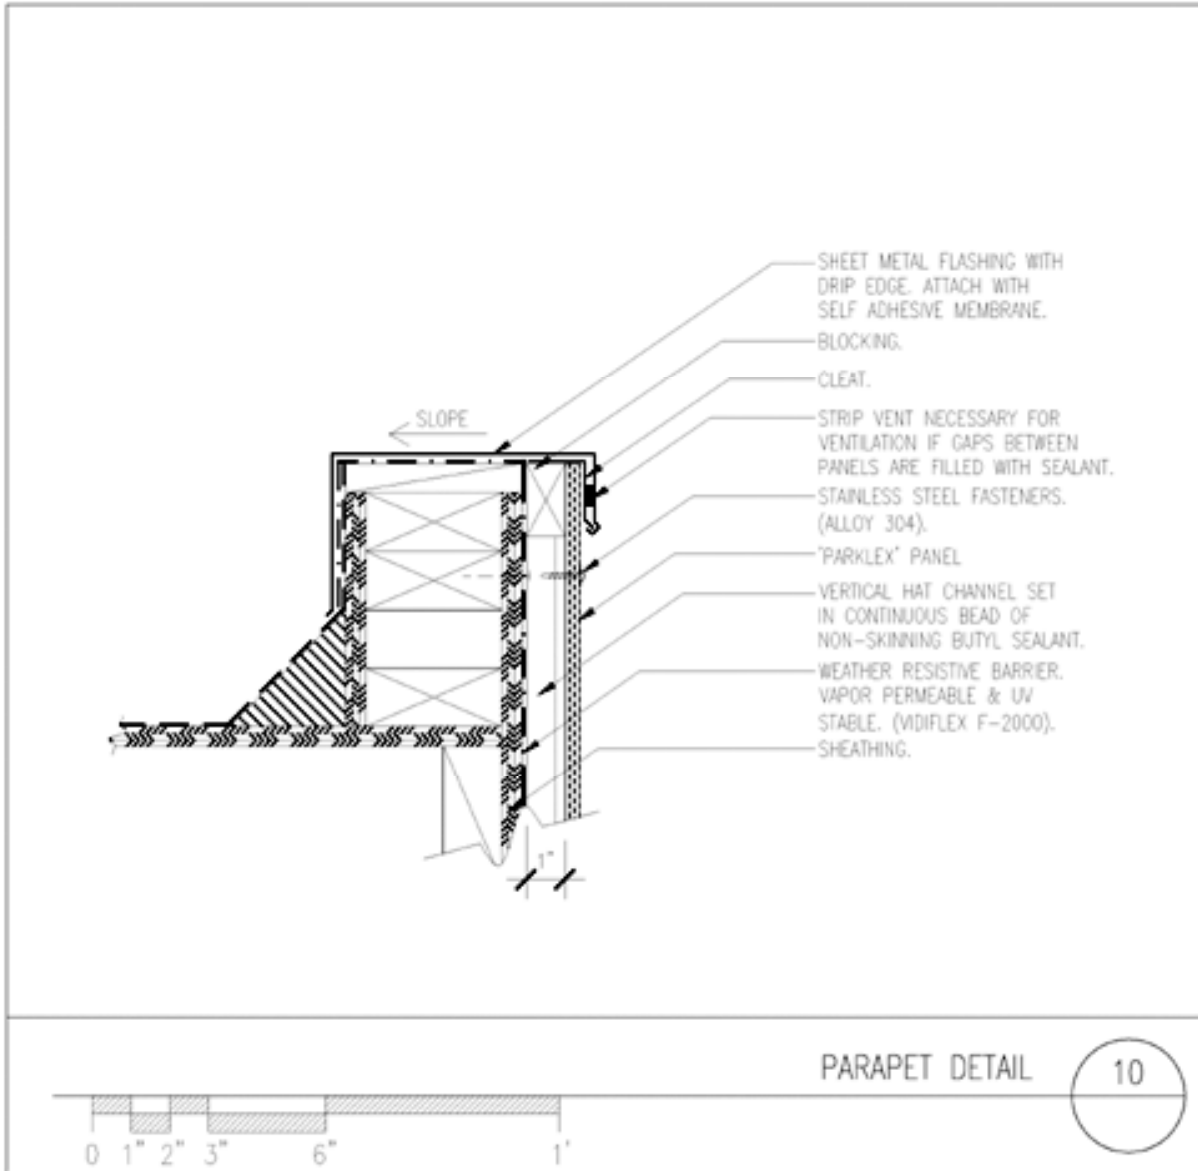 SHEET METAL FLASHING WITH
DRIP EDGE. ATTACH WITH
SELF ADHESIVE MEMBRANE.
BLOCKING.
CLEAT.
SLOPE
STRIP VENT NECESSARY FOR
VENTILATION IF GAPS BETWEEN
PANELS ARE FILLED WITH SEALANT.
STAINLESS STEEL FASTENERS.
(ALLOY 304).
"PARKLEX" PANEL
VERTICAL HAT CHANNEL SET
IN CONTINUOUS BEAD OF
NON-SKINNING BUTYL SEALANT.
WEATHER RESISTIVE BARRIER.
VAPOR PERMEABLE & UV
STABLE. (VIDIFLEX F-2000).
SHEATHING.
1"
PARAPET DETAIL
10
0 1" 2" 3" 6" 1'